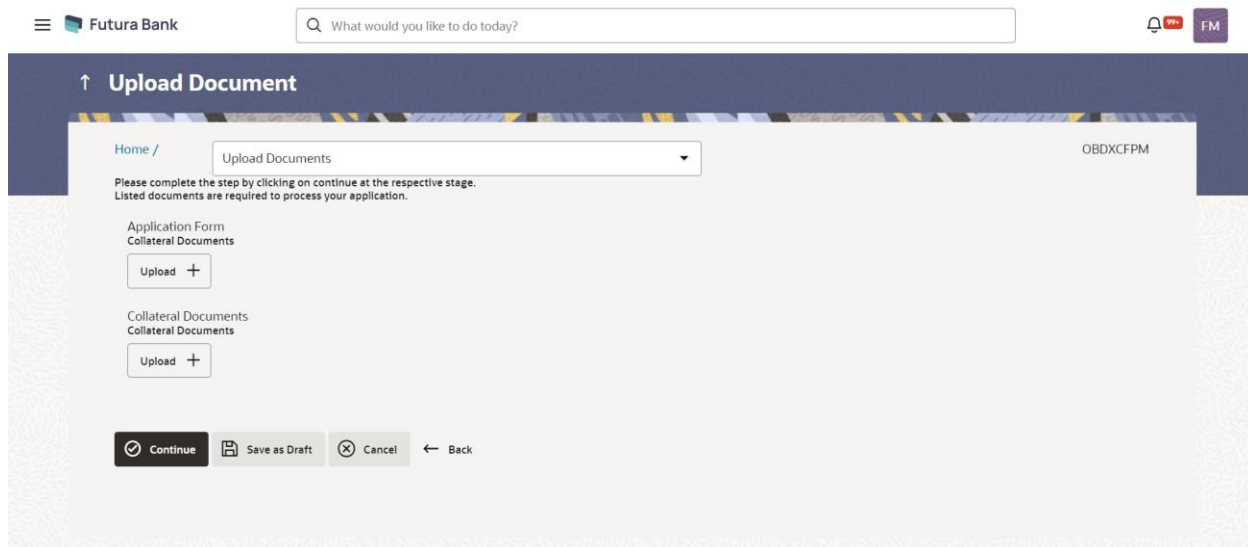 Futura Bank
What would you like to do today?
99+
FM
↑ Upload Document
Home /
Upload Documents
OBDXCFPM
Please complete the step by clicking on continue at the respective stage.
Listed documents are required to process your application.
Application Form
Collateral Documents
Upload +
Collateral Documents
Collateral Documents
Upload +
Continue
Save as Draft
Cancel
← Back